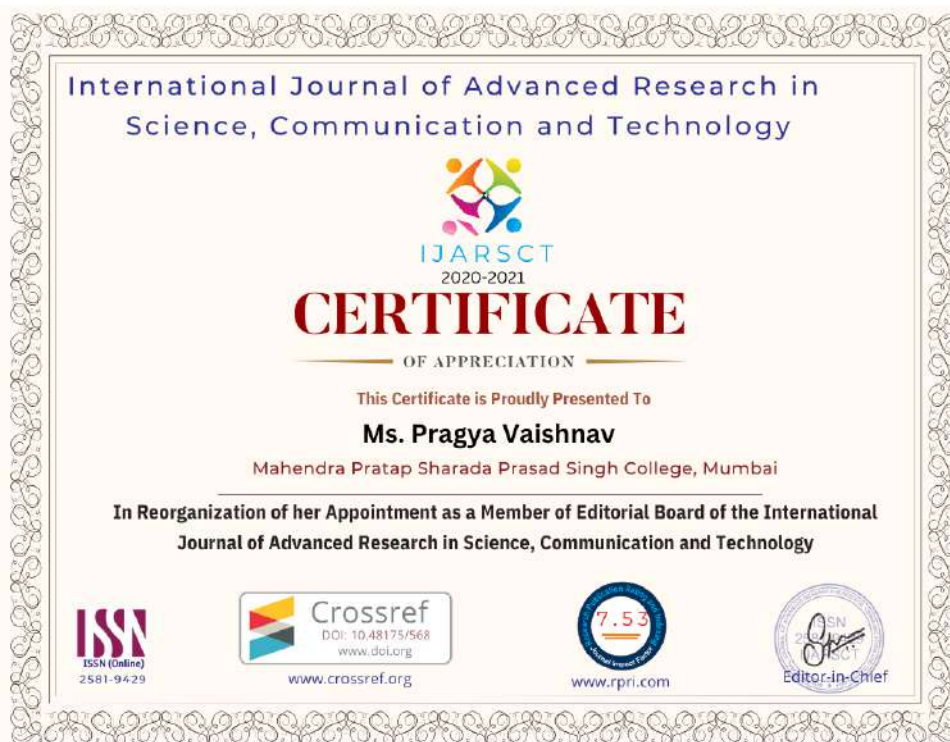 International Journal of Advanced Research in
Science, Communication and Technology
IJARSCT
2020-2021
CERTIFICATE
OF APPRECIATION
This Certificate is Proudly Presented To
Ms. Pragya Vaishnav
Mahendra Pratap Sharada Prasad Singh College, Mumbai
In Reorganization of her Appointment as a Member of Editorial Board of the International
Journal of Advanced Research in Science, Communication and Technology
ISSN
ISSN (Online)
2581-9429
Crossref
DOI: 10.48175/568
www.doi.org
www.crossref.org
7.53
Journal Impact Factor
www.rpri.com
ISSN
Editor-in-Chief